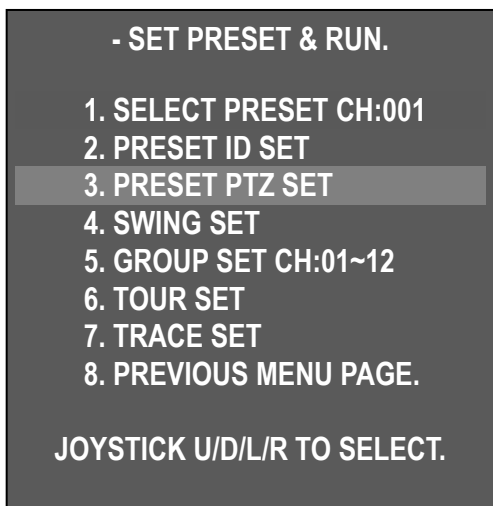 - SET PRESET & RUN.
1. SELECT PRESET CH:001
2. PRESET ID SET
3. PRESET PTZ SET
4. SWING SET
5. GROUP SET CH:01~12
6. TOUR SET
7. TRACE SET
8. PREVIOUS MENU PAGE.
JOYSTICK U/D/L/R TO SELECT.